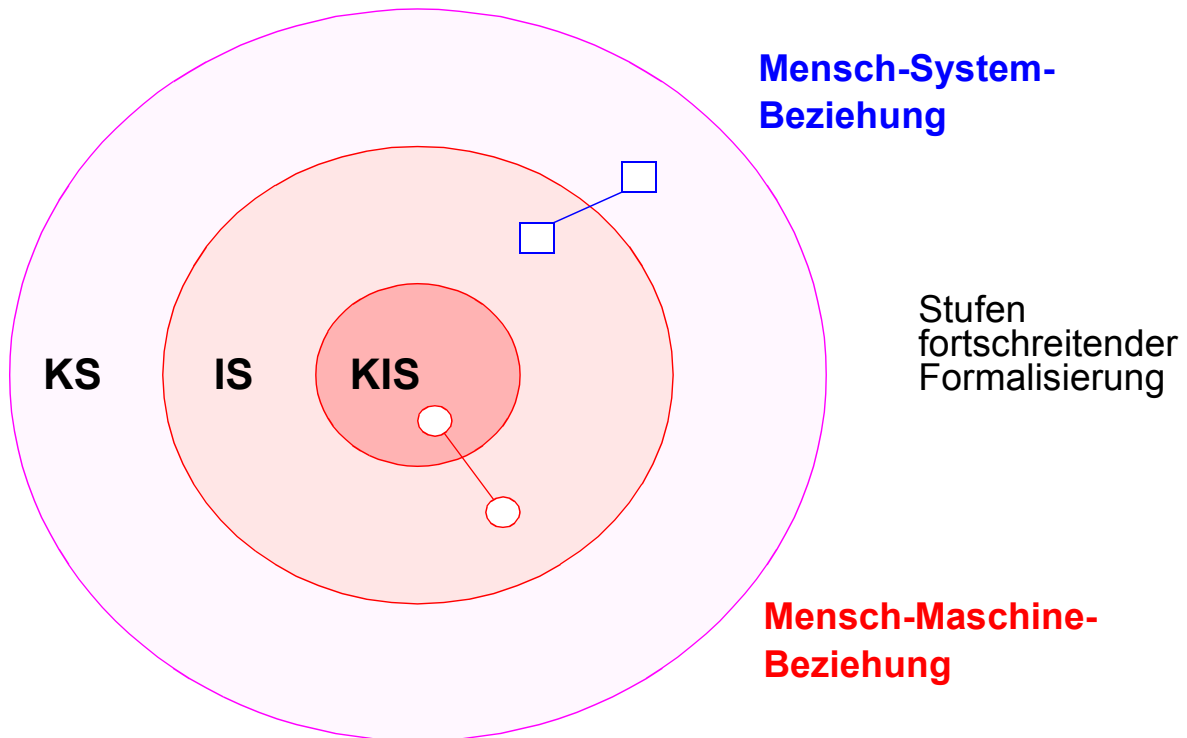 Mensch-System-
Beziehung
Stufen
fortschreitender
Formalisierung
KS IS KIS
Mensch-Maschine-
Beziehung